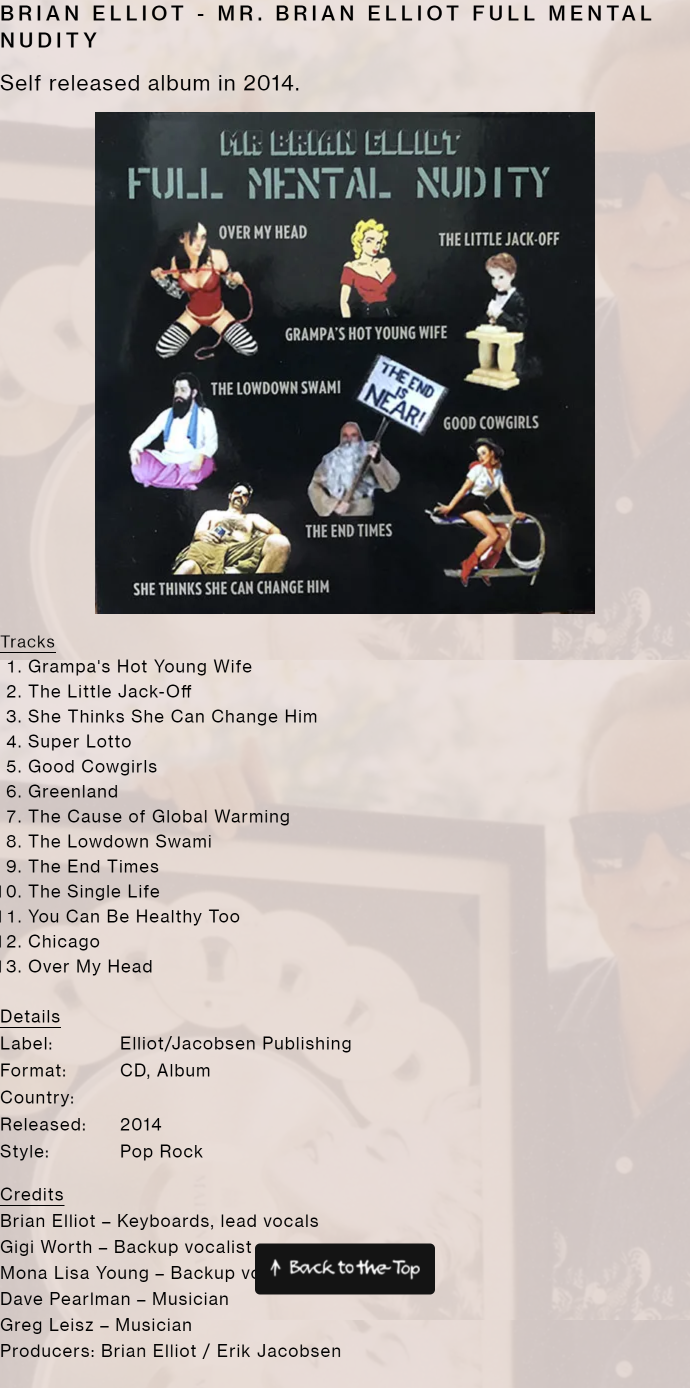 BRIAN ELLIOT - MR. BRIAN ELLIOT FULL MENTAL
NUDITY
Self released album in 2014.
MR BRIAN ELLIOT
FULL MENTAL NUDITY
OVER MY HEAD
THE LITTLE JACK-OFF
GRAMPA'S HOT YOUNG WIFE
THE LOWDOWN SWAMI
THE END
IS
NEAR!
GOOD COWGIRLS
THE END TIMES
SHE THINKS SHE CAN CHANGE HIM
Tracks
1. Grampa's Hot Young Wife
2. The Little Jack-Off
3. She Thinks She Can Change Him
4. Super Lotto
5. Good Cowgirls
6. Greenland
7. The Cause of Global Warming
8. The Lowdown Swami
9. The End Times
10. The Single Life
11. You Can Be Healthy Too
12. Chicago
13. Over My Head
Details
Label: Elliot/Jacobsen Publishing
Format: CD, Album
Country:
Released: 2014
Style: Pop Rock
Credits
Brian Elliot – Keyboards, lead vocals
Gigi Worth – Backup vocalist
Mona Lisa Young – Backup
↑ Back to the Top
Dave Pearlman – Musician
Greg Leisz – Musician
Producers: Brian Elliot / Erik Jacobsen